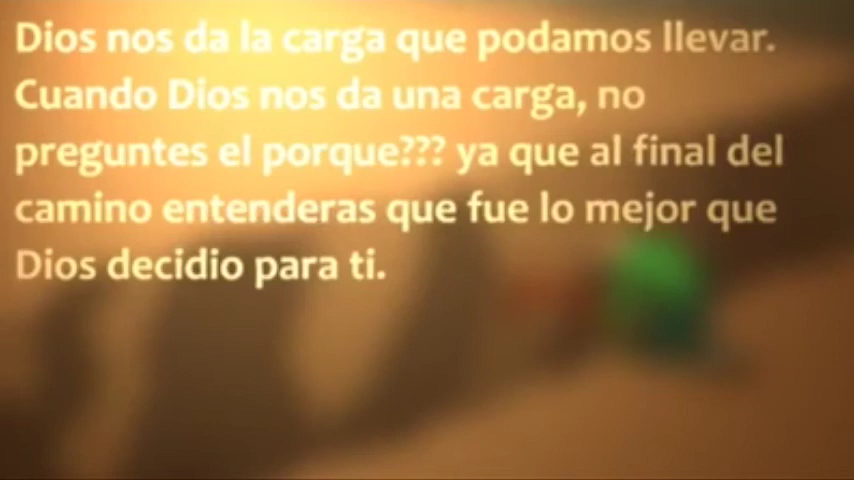 Dios nos da la carga que podamos llevar.
Cuando Dios nos da una carga, no
preguntes el porque??? ya que al final del
camino entenderas que fue lo mejor que
Dios decidio para ti.